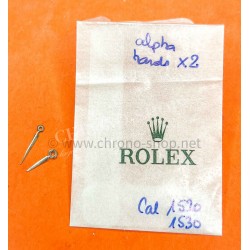 alpha
hands x2
ROLEX
Cal 1520
1530
www.chrono-shop.net